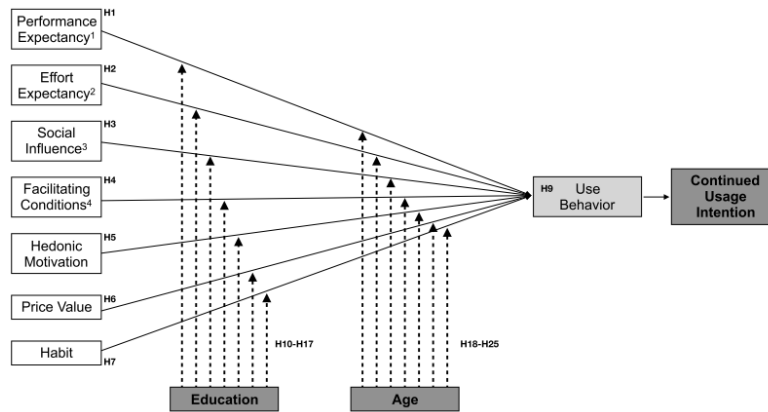 H1
Performance
Expectancy¹
H2
Effort
Expectancy²
H3
Social
Influence³
H4
Facilitating
Conditions⁴
H5
Hedonic
Motivation
H6
Price Value
Habit
H7
H9
Use
Behavior
Continued
Usage
Intention
H10-H17
H18-H25
Education
Age